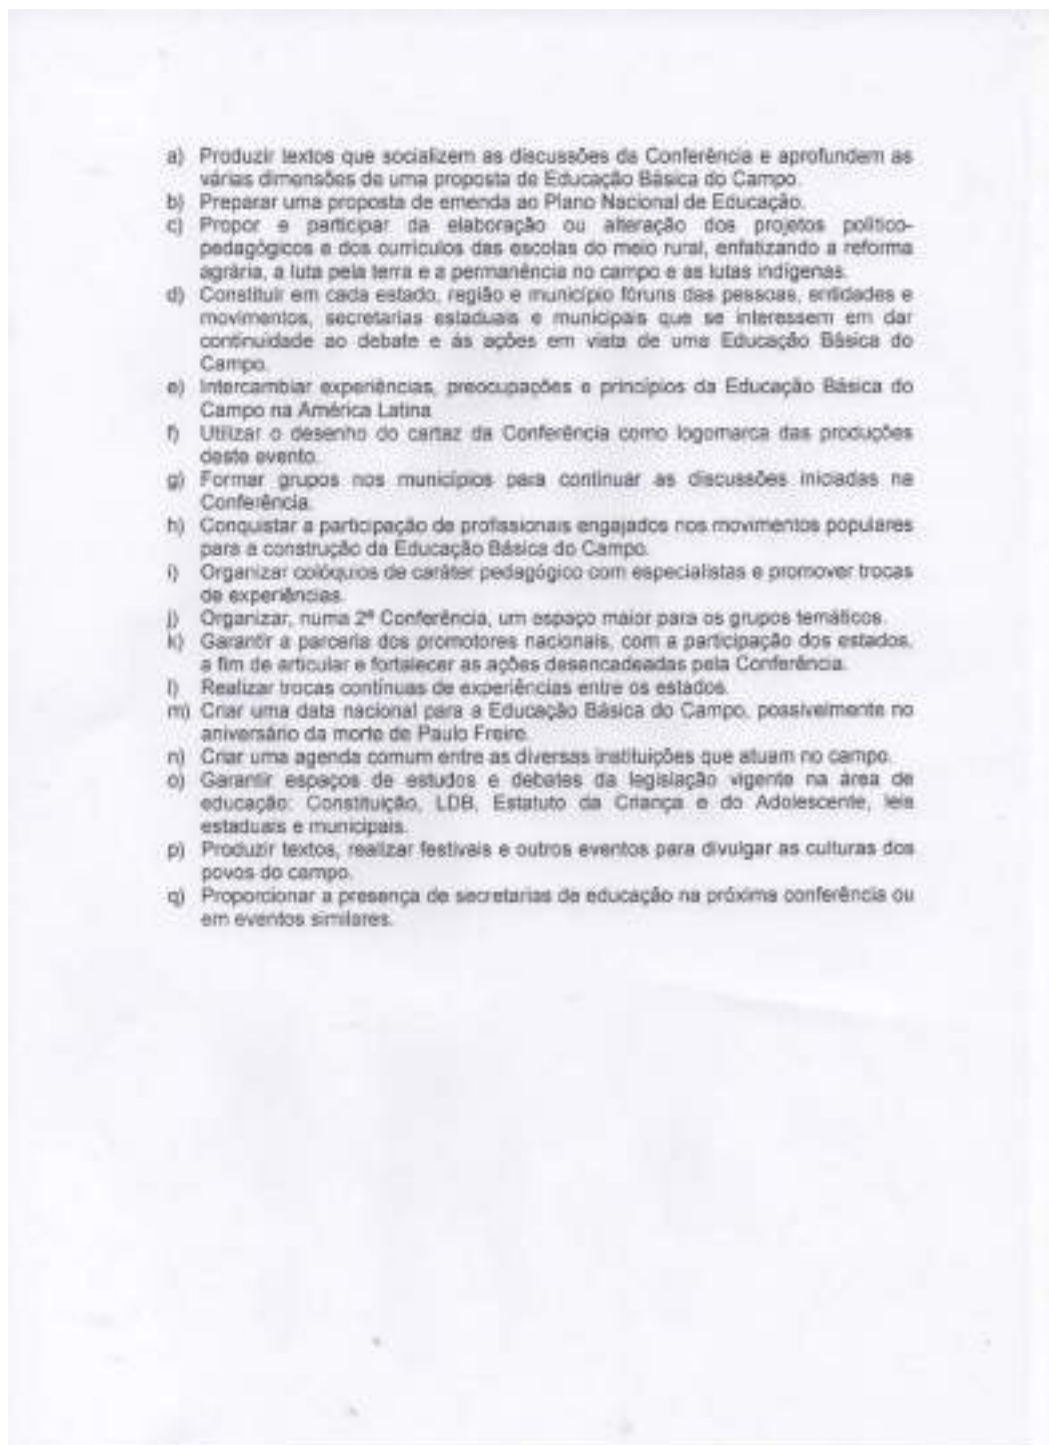 a) Produzir textos que socializem as discussões da Conferência e aprofundem as
várias dimensões de uma proposta de Educação Básica do Campo.
b) Preparar uma proposta de emenda ao Plano Nacional de Educação.
c) Propor e participar da elaboração ou alteração dos projetos político-
pedagógicos e dos currículos das escolas do meio rural, enfatizando a reforma
agrária, a luta pela terra e a permanência no campo e as lutas indígenas.
d) Constituir em cada estado, região e município fóruns das pessoas, entidades e
movimentos, secretarias estaduais e municipais que se interessem em dar
continuidade ao debate e às ações em vista de uma Educação Básica do
Campo.
e) Intercambiar experiências, preocupações e princípios da Educação Básica do
Campo na América Latina
f) Utilizar o desenho do cartaz da Conferência como logomarca das produções
deste evento.
g) Formar grupos nos municípios para continuar as discussões iniciadas na
Conferência.
h) Conquistar a participação de profissionais engajados nos movimentos populares
para a construção da Educação Básica do Campo.
i) Organizar colóquios de caráter pedagógico com especialistas e promover trocas
de experiências.
j) Organizar, numa 2ª Conferência, um espaço maior para os grupos temáticos.
k) Garantir a parceria dos promotores nacionais, com a participação dos estados,
a fim de articular e fortalecer as ações desencadeadas pela Conferência.
l) Realizar trocas contínuas de experiências entre os estados.
m) Criar uma data nacional para a Educação Básica do Campo, possivelmente no
aniversário da morte de Paulo Freire.
n) Criar uma agenda comum entre as diversas instituições que atuam no campo.
o) Garantir espaços de estudos e debates da legislação vigente na área de
educação: Constituição, LDB, Estatuto da Criança e do Adolescente, leis
estaduais e municipais.
p) Produzir textos, realizar festivais e outros eventos para divulgar as culturas dos
povos do campo.
q) Proporcionar a presença de secretarias de educação na próxima conferência ou
em eventos similares.